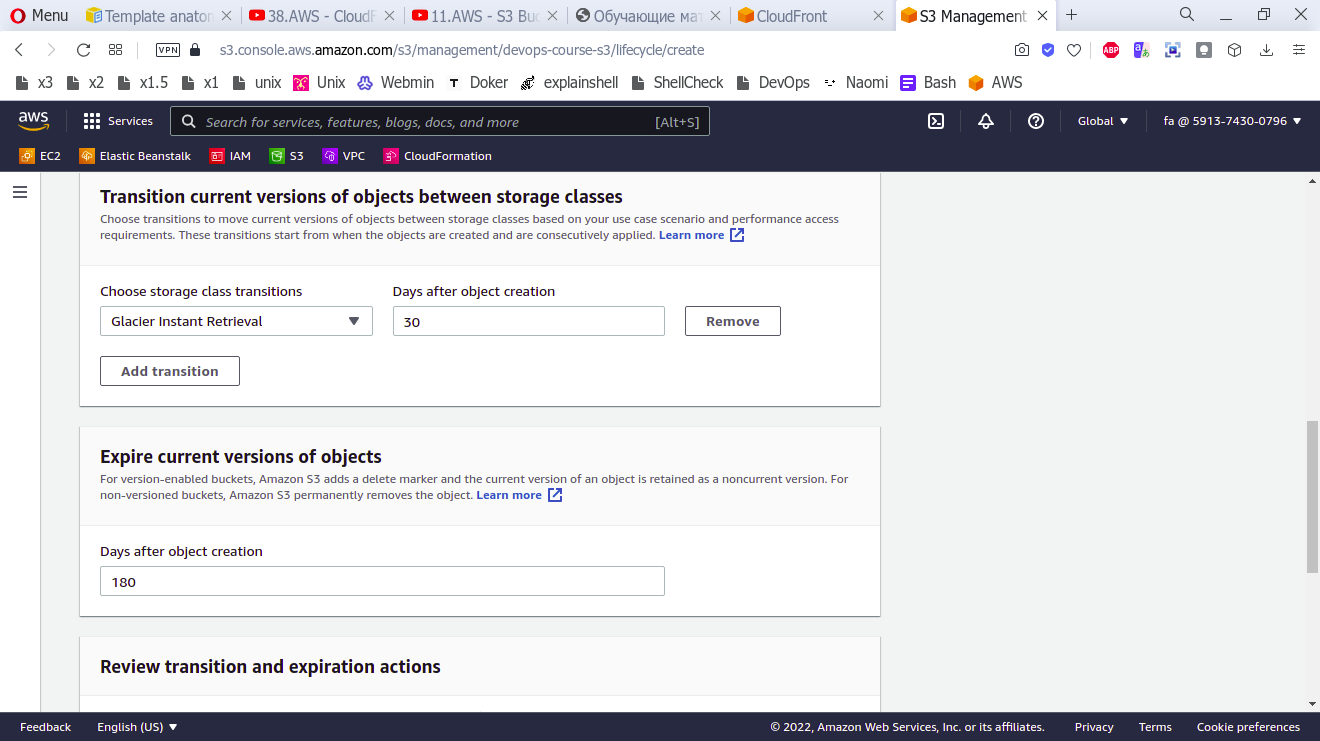 Menu
Template anaton
38.AWS - CloudF
11.AWS - S3 Buc
Обучающие мат
CloudFront
S3 Management
VPN
s3.console.aws.amazon.com/s3/management/devops-course-s3/lifecycle/create
ABP
x3
x2
x1.5
x1
unix
Unix
Webmin
Doker
explainshell
ShellCheck
DevOps
Naomi
Bash
AWS
aws
Services
Search for services, features, blogs, docs, and more
[Alt+S]
Global
fa @ 5913-7430-0796
EC2
Elastic Beanstalk
IAM
S3
VPC
CloudFormation
Transition current versions of objects between storage classes
Choose transitions to move current versions of objects between storage classes based on your use case scenario and performance access
requirements. These transitions start from when the objects are created and are consecutively applied. Learn more
Choose storage class transitions
Days after object creation
Glacier Instant Retrieval
30
Remove
Add transition
Expire current versions of objects
For version-enabled buckets, Amazon S3 adds a delete marker and the current version of an object is retained as a noncurrent version. For
non-versioned buckets, Amazon S3 permanently removes the object. Learn more
Days after object creation
180
Review transition and expiration actions
Feedback
English (US)
© 2022, Amazon Web Services, Inc. or its affiliates.
Privacy
Terms
Cookie preferences